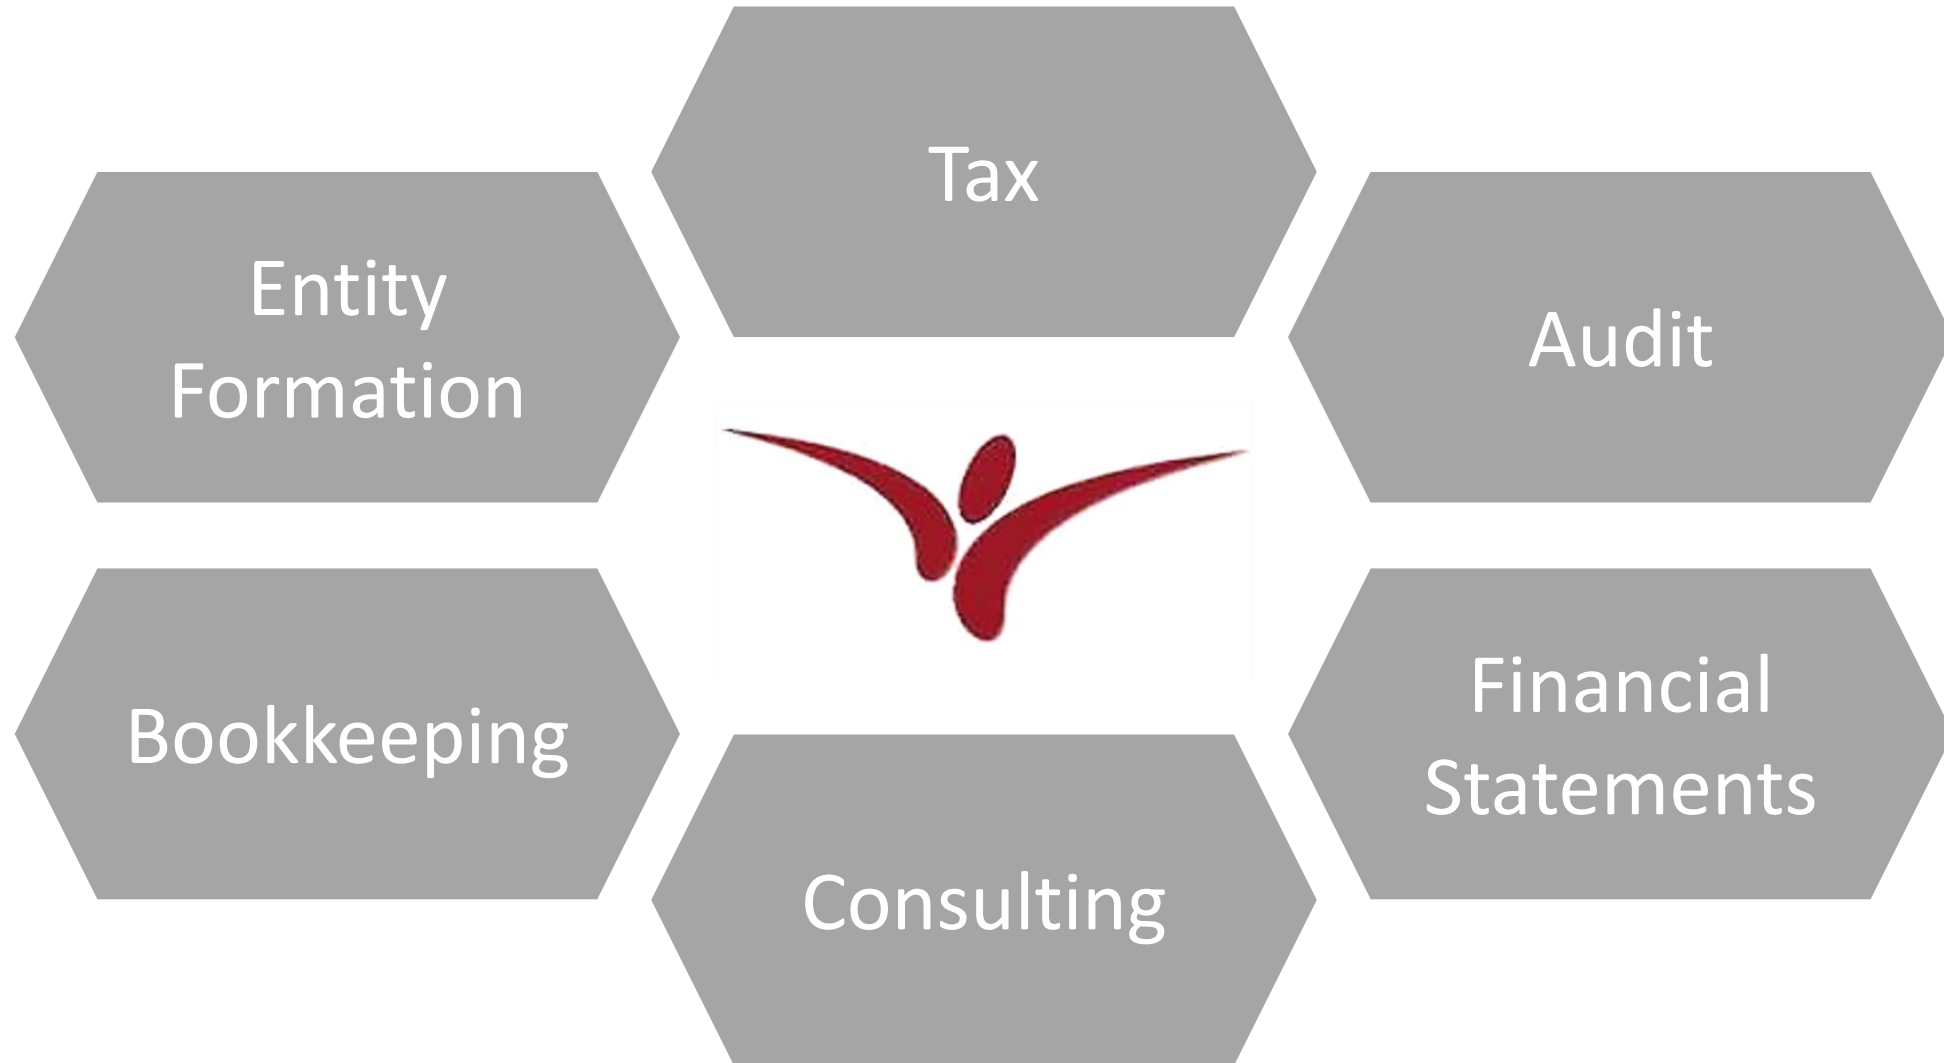 Tax
Entity
Formation
Audit
Bookkeeping
Financial
Statements
Consulting